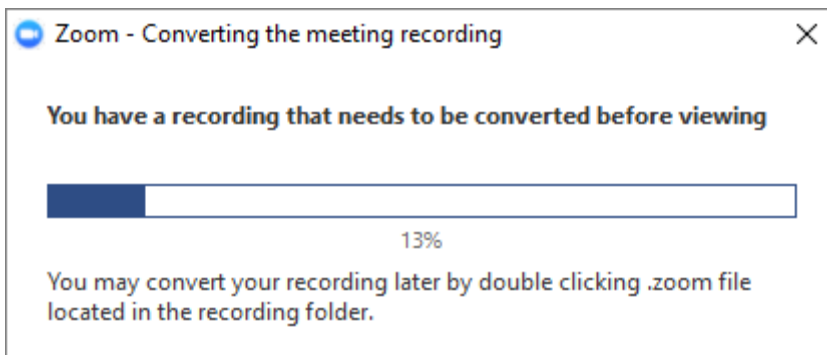 Zoom - Converting the meeting recording
You have a recording that needs to be converted before viewing
13%
You may convert your recording later by double clicking .zoom file
located in the recording folder.